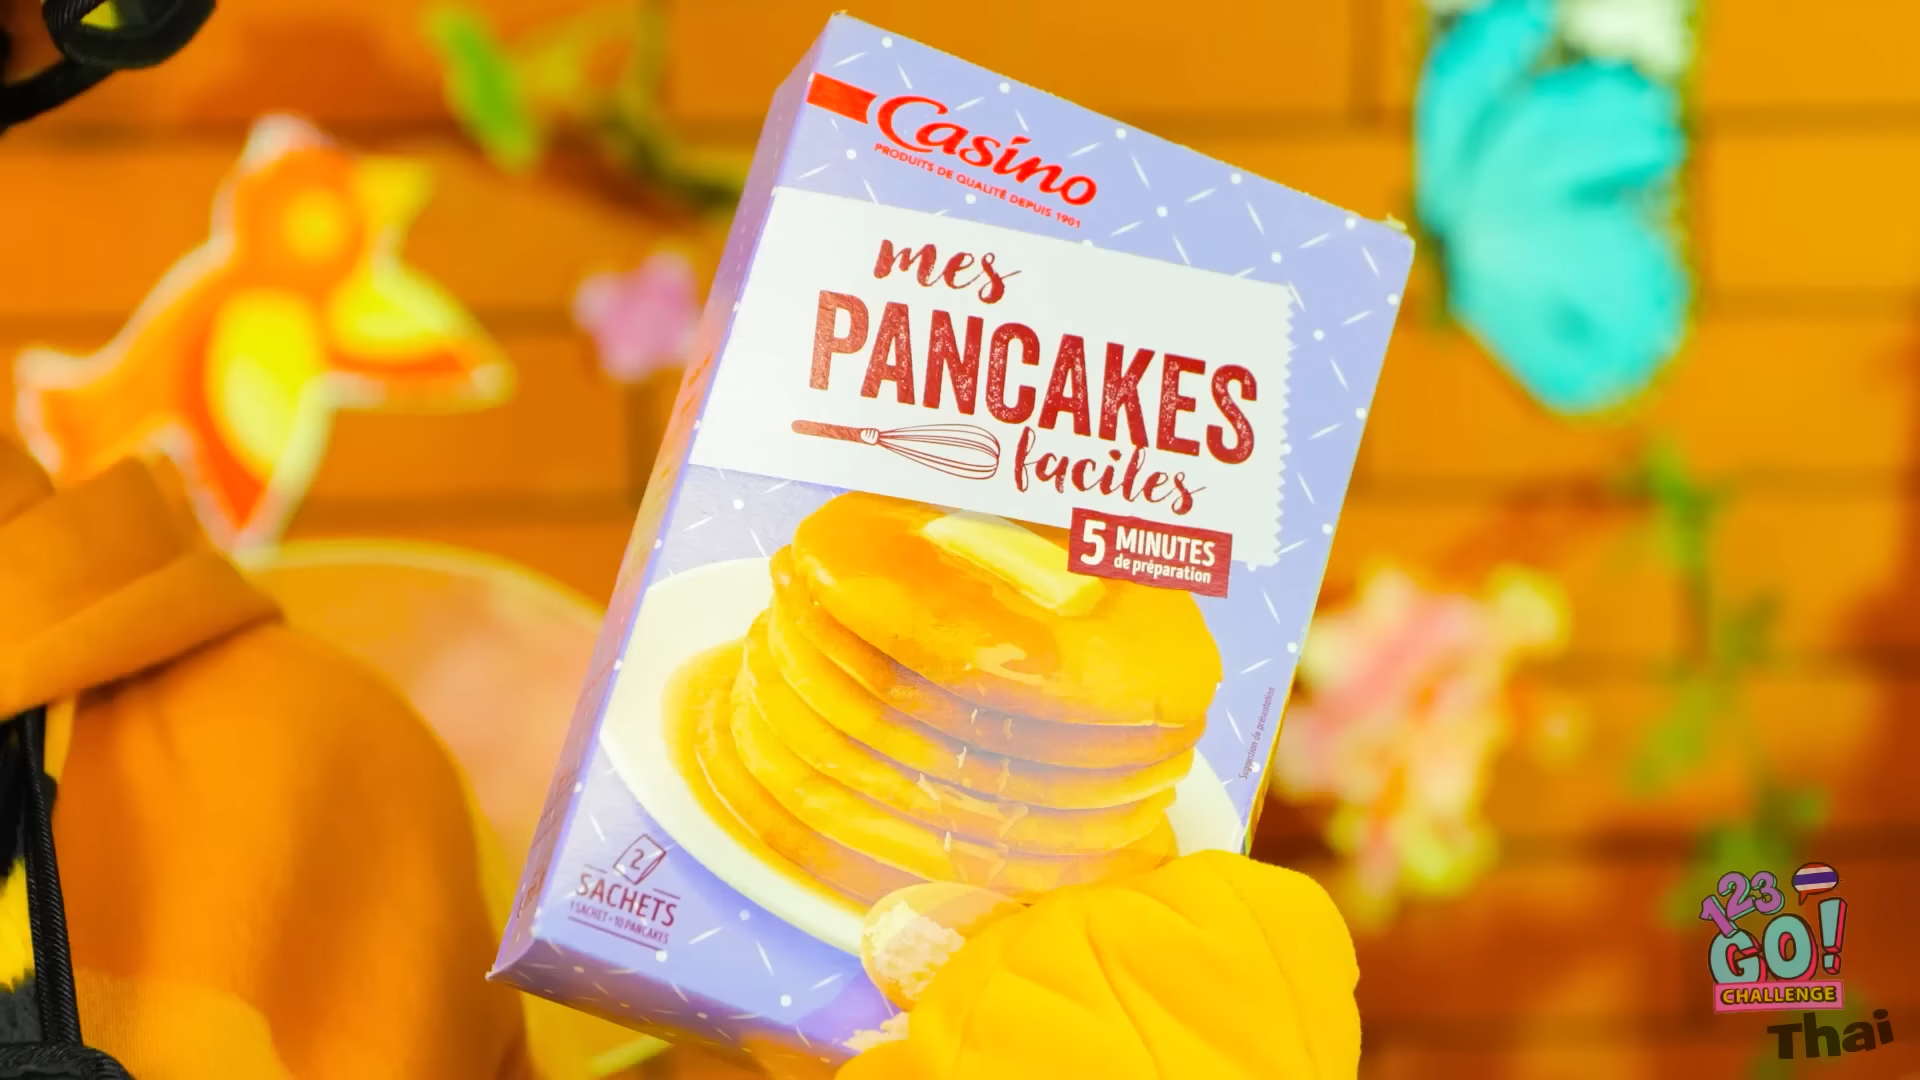 Casino
PRODUITS DE QUALITÉ DEPUIS 1901
mes
PANCAKES
faciles
5 MINUTES
de préparation
Suggestion de présentation
2
SACHETS
1 SACHET = 10 PANCAKES
123
GO!
CHALLENGE
Thai